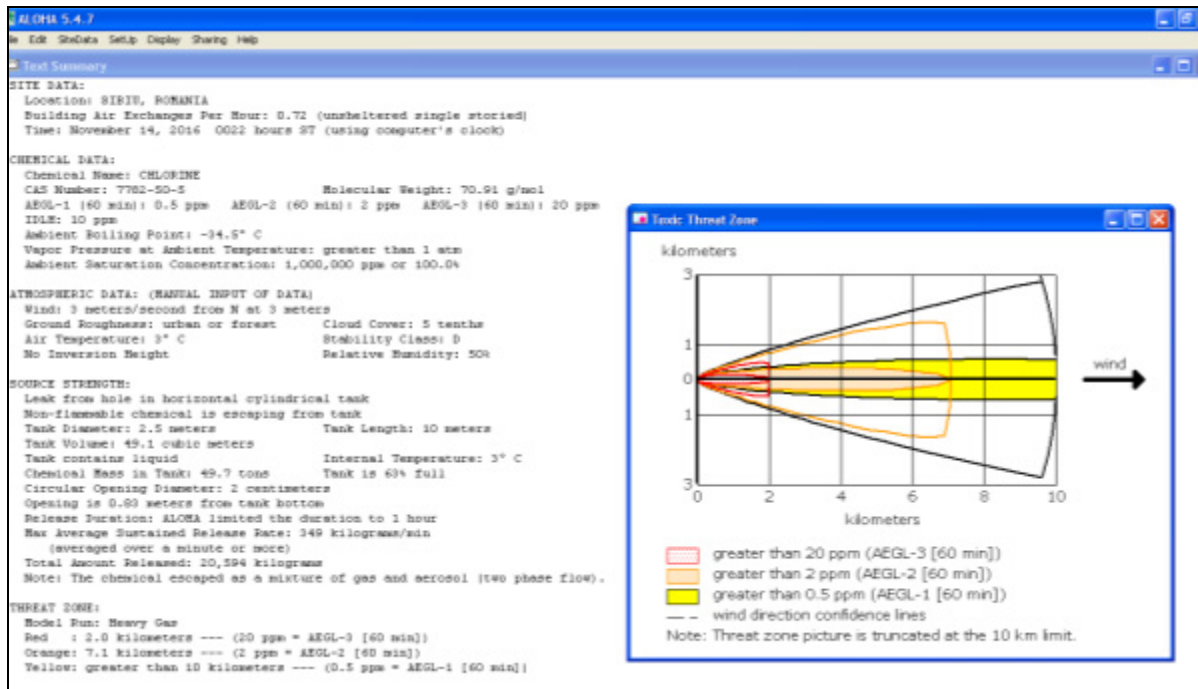 ALOHA 5.4.7
Edit SiteData SetUp Display Sharing Help
Text Summary
SITE DATA:
Location: SIBIU, ROMANIA
Building Air Exchanges Per Hour: 0.72 (unsheltered single storied)
Time: November 14, 2016 0022 hours ST (using computer's clock)
CHEMICAL DATA:
Chemical Name: CHLORINE
CAS Number: 7782-50-5 Molecular Weight: 70.91 g/mol
AEGL-1 (60 min): 0.5 ppm AEGL-2 (60 min): 2 ppm AEGL-3 (60 min): 20 ppm
IDLH: 10 ppm
Ambient Boiling Point: -34.5° C
Vapor Pressure at Ambient Temperature: greater than 1 atm
Ambient Saturation Concentration: 1,000,000 ppm or 100.0%
ATMOSPHERIC DATA: (MANUAL INPUT OF DATA)
Wind: 3 meters/second from N at 3 meters
Ground Roughness: urban or forest Cloud Cover: 5 tenths
Air Temperature: 3° C Stability Class: D
No Inversion Height Relative Humidity: 50%
SOURCE STRENGTH:
Leak from hole in horizontal cylindrical tank
Non-flammable chemical is escaping from tank
Tank Diameter: 2.5 meters Tank Length: 10 meters
Tank Volume: 49.1 cubic meters
Tank contains liquid Internal Temperature: 3° C
Chemical Mass in Tank: 49.7 tons Tank is 63% full
Circular Opening Diameter: 2 centimeters
Opening is 0.83 meters from tank bottom
Release Duration: ALOHA limited the duration to 1 hour
Max Average Sustained Release Rate: 349 kilograms/min
(averaged over a minute or more)
Total Amount Released: 20,594 kilograms
Note: The chemical escaped as a mixture of gas and aerosol (two phase flow).
THREAT ZONE:
Model Run: Heavy Gas
Red : 2.0 kilometers --- (20 ppm = AEGL-3 [60 min])
Orange: 7.1 kilometers --- (2 ppm = AEGL-2 [60 min])
Yellow: greater than 10 kilometers --- (0.5 ppm = AEGL-1 [60 min])
Toxic Threat Zone
kilometers
3
1
0
1
3
0 2 4 6 8 10
kilometers
wind
greater than 20 ppm (AEGL-3 [60 min])
greater than 2 ppm (AEGL-2 [60 min])
greater than 0.5 ppm (AEGL-1 [60 min])
wind direction confidence lines
Note: Threat zone picture is truncated at the 10 km limit.